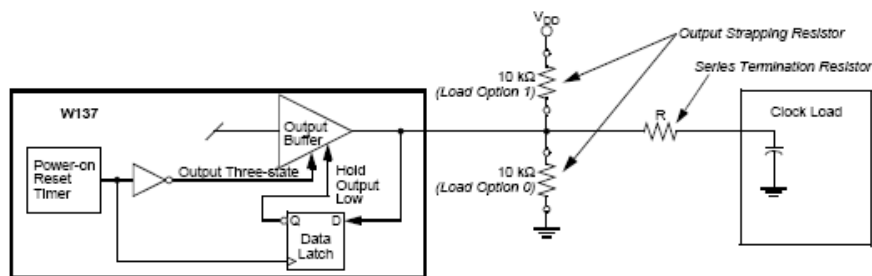 VDD
Output Strapping Resistor
Series Termination Resistor
10 kΩ
(Load Option 1)
W137
Output
Buffer
R
Clock Load
Power-on
Reset
Timer
Output Three-state
Hold
Output
Low
10 kΩ
(Load Option 0)
Q
D
Data
Latch